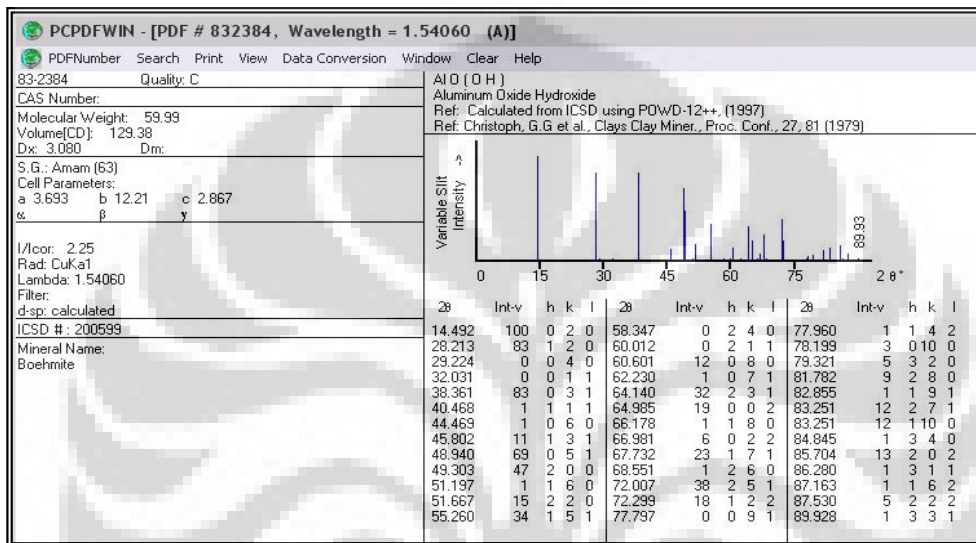 PCPDFWIN - [PDF # 832384, Wavelength = 1.54060 (A)]
PDFNumber Search Print View Data Conversion Window Clear Help
83-2384 Quality: C
CAS Number:
Molecular Weight: 59.99
Volume[CD]: 129.38
Dx: 3.080 Dm:
S.G.: Amam (63)
Cell Parameters:
a 3.693 b 12.21 c 2.867
α β γ
I/Icor: 2.25
Rad: CuKa1
Lambda: 1.54060
Filter:
d-sp: calculated
ICSD # : 200599
Mineral Name:
Boehmite
Al O ( O H )
Aluminum Oxide Hydroxide
Ref: Calculated from ICSD using POWD-12++, (1997)
Ref: Christoph, G.G et al., Clays Clay Miner., Proc. Conf., 27, 81 (1979)
Variable Slit
Intensity ->
89.93
0 15 30 45 60 75 2 θ °
2θ Int-v h k l 2θ Int-v h k l 2θ Int-v h k l
14.492 100 0 2 0 58.347 0 2 4 0 77.960 1 1 4 2
28.213 83 1 2 0 60.012 0 2 1 1 78.199 3 0 10 0
29.224 0 0 4 0 60.601 12 0 8 0 79.321 5 3 2 0
32.031 0 0 1 1 62.230 1 0 7 1 81.782 9 2 8 0
38.361 83 0 3 1 64.140 32 2 3 1 82.855 1 1 9 1
40.468 1 1 1 1 64.985 19 0 0 2 83.251 12 2 7 1
44.469 1 0 6 0 66.178 1 1 8 0 83.251 12 1 10 0
45.802 11 1 3 1 66.981 6 0 2 2 84.845 1 3 4 0
48.940 69 0 5 1 67.732 23 1 7 1 85.704 13 2 0 2
49.303 47 2 0 0 68.551 1 2 6 0 86.280 1 3 1 1
51.197 1 1 6 0 72.007 38 2 5 1 87.163 1 1 6 2
51.667 15 2 2 0 72.299 18 1 2 2 87.530 5 2 2 2
55.260 34 1 5 1 77.797 0 0 9 1 89.928 1 3 3 1